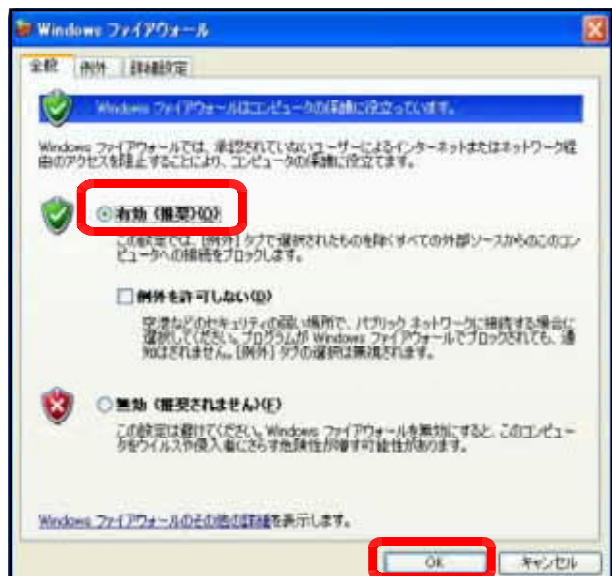 Windows ファイアウォール
全般 例外 詳細設定
Windows ファイアウォールはコンピュータの保護に役立っています。
Windows ファイアウォールでは、承認されていないユーザーによるインターネットまたはネットワーク経
由のアクセスを阻止することにより、コンピュータの保護に役立てます。
有効 (推奨)(O)
この設定では、[例外] タブで選択されたものを除くすべての外部ソースからのこのコン
ピュータへの接続をブロックします。
例外を許可しない(D)
空港などのセキュリティの弱い場所で、パブリック ネットワークに接続する場合に
選択してください。プログラムが Windows ファイアウォールでブロックされても、通
知はされません。[例外] タブの選択は無視されます。
無効 (推奨されません)(F)
この設定は避けてください。Windows ファイアウォールを無効にすると、このコンピュー
タをウイルスや侵入者にさらす危険性が増す可能性があります。
Windows ファイアウォールのその他の詳細を表示します。
OK キャンセル